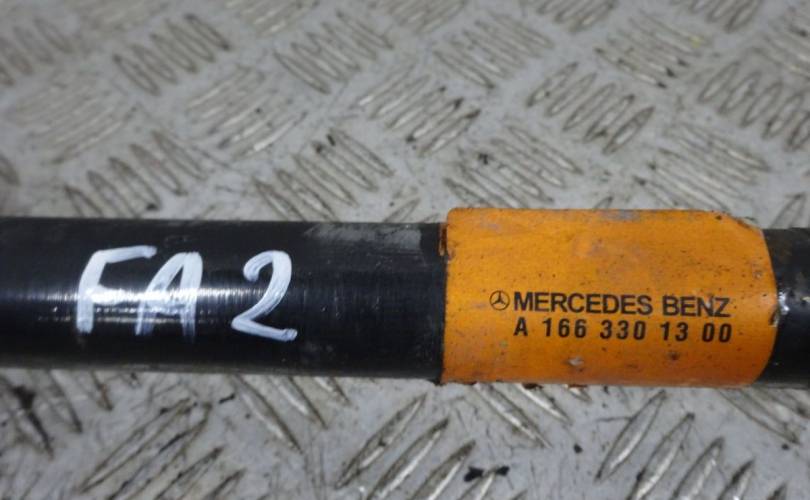 FA2
MERCEDES BENZ
A 166 330 13 00